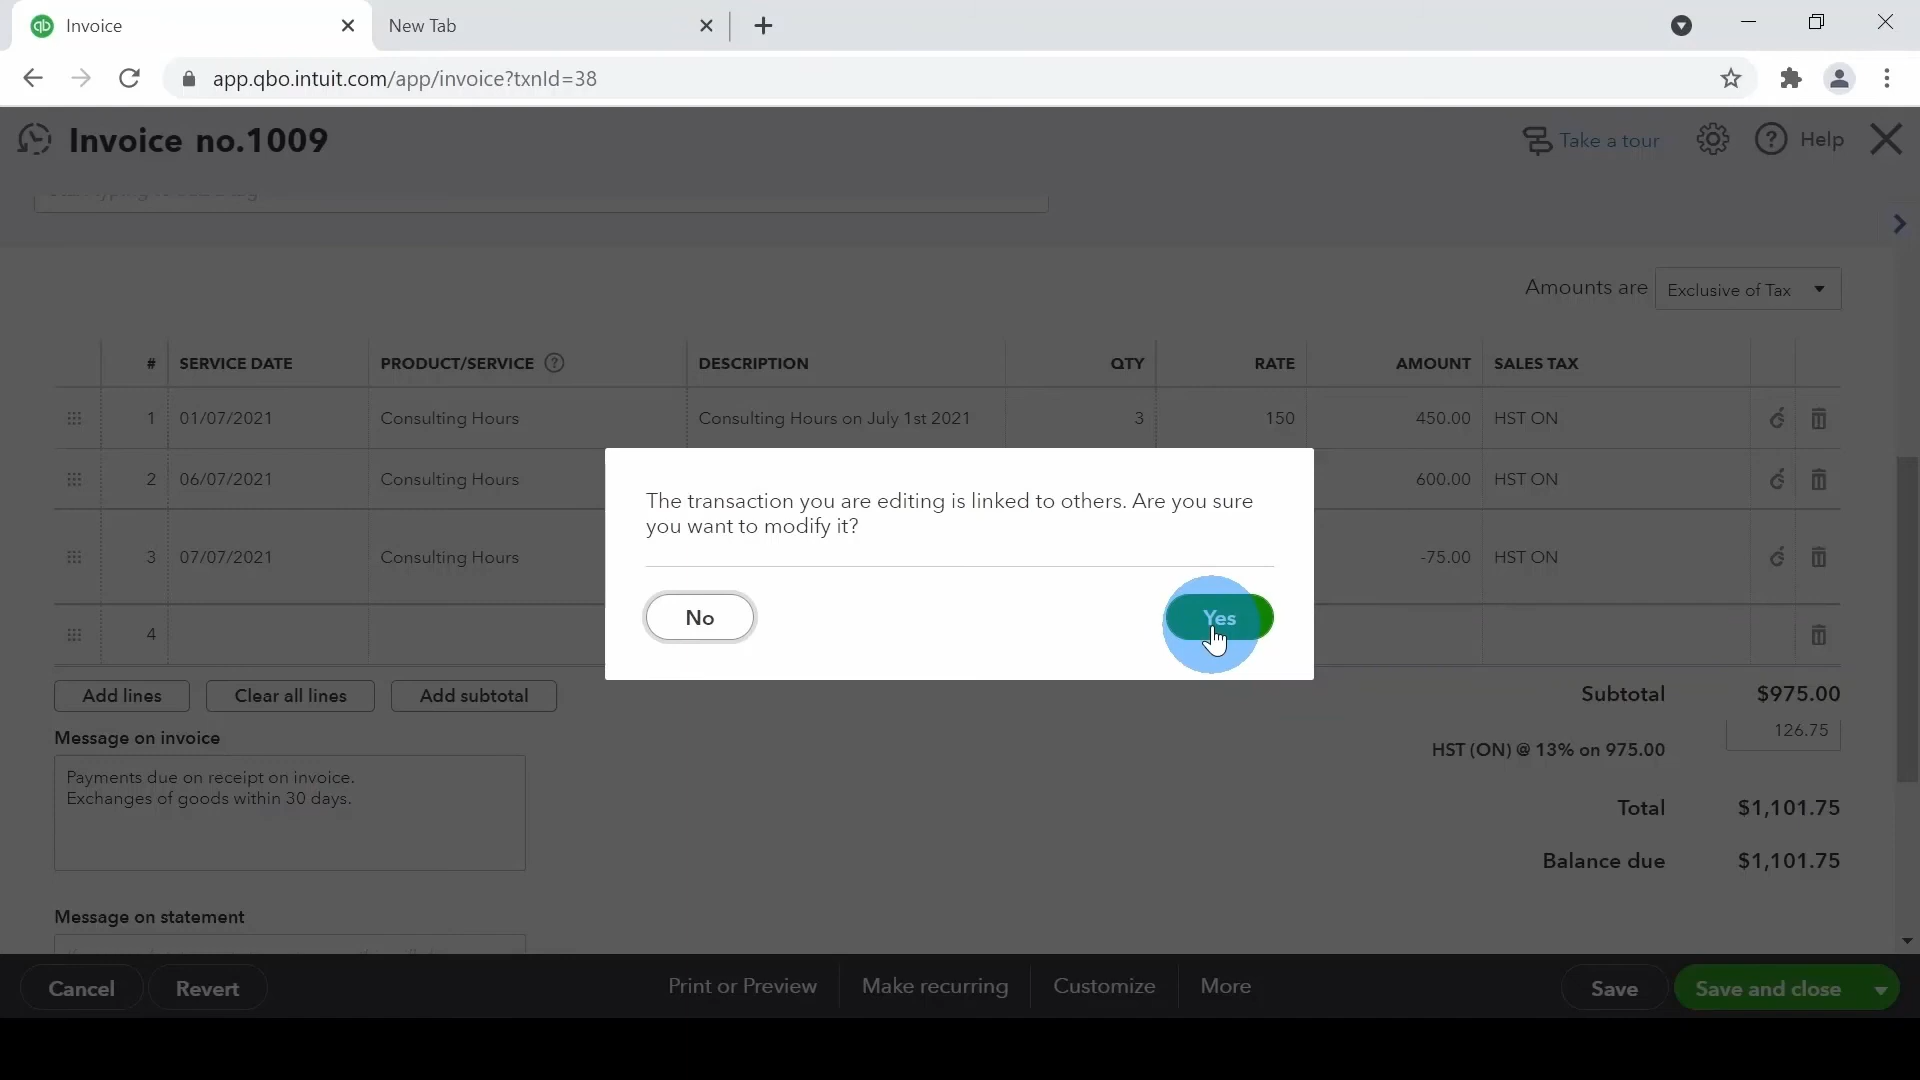 Invoice
New Tab
app.qbo.intuit.com/app/invoice?txnId=38
Invoice no.1009
Take a tour
Help
Amounts are Exclusive of Tax
# SERVICE DATE PRODUCT/SERVICE DESCRIPTION QTY RATE AMOUNT SALES TAX
1 01/07/2021 Consulting Hours Consulting Hours on July 1st 2021 3 150 450.00 HST ON
2 06/07/2021 Consulting Hours 600.00 HST ON
3 07/07/2021 Consulting Hours -75.00 HST ON
4
The transaction you are editing is linked to others. Are you sure
you want to modify it?
No Yes
Add lines Clear all lines Add subtotal
Subtotal $975.00
126.75
HST (ON) @ 13% on 975.00
Total $1,101.75
Balance due $1,101.75
Message on invoice
Payments due on receipt on invoice.
Exchanges of goods within 30 days.
Message on statement
Cancel Revert Print or Preview Make recurring Customize More Save Save and close